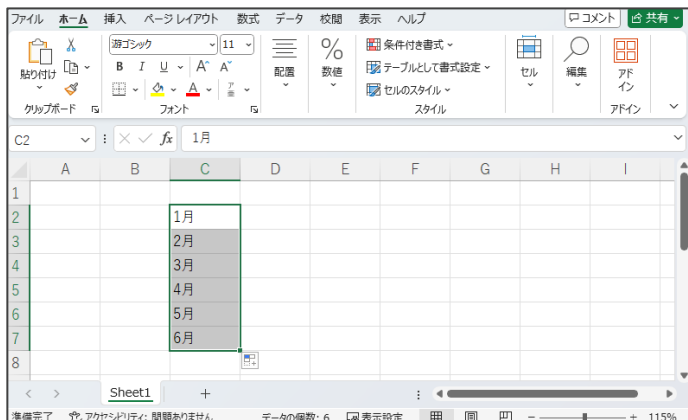 ファイル ホーム 挿入 ページ レイアウト 数式 データ 校閲 表示 ヘルプ コメント 共有
游ゴシック 11 条件付き書式
貼り付け B I U A A 配置 数値 テーブルとして書式設定 セル 編集 アドイン
A セルのスタイル
クリップボード フォント スタイル アドイン
C2 fx 1月
A B C D E F G H I
1
2 1月
3 2月
4 3月
5 4月
6 5月
7 6月
8
Sheet1 +
準備完了 アクセシビリティ: 問題ありません データの個数: 6 表示設定 - + 115%